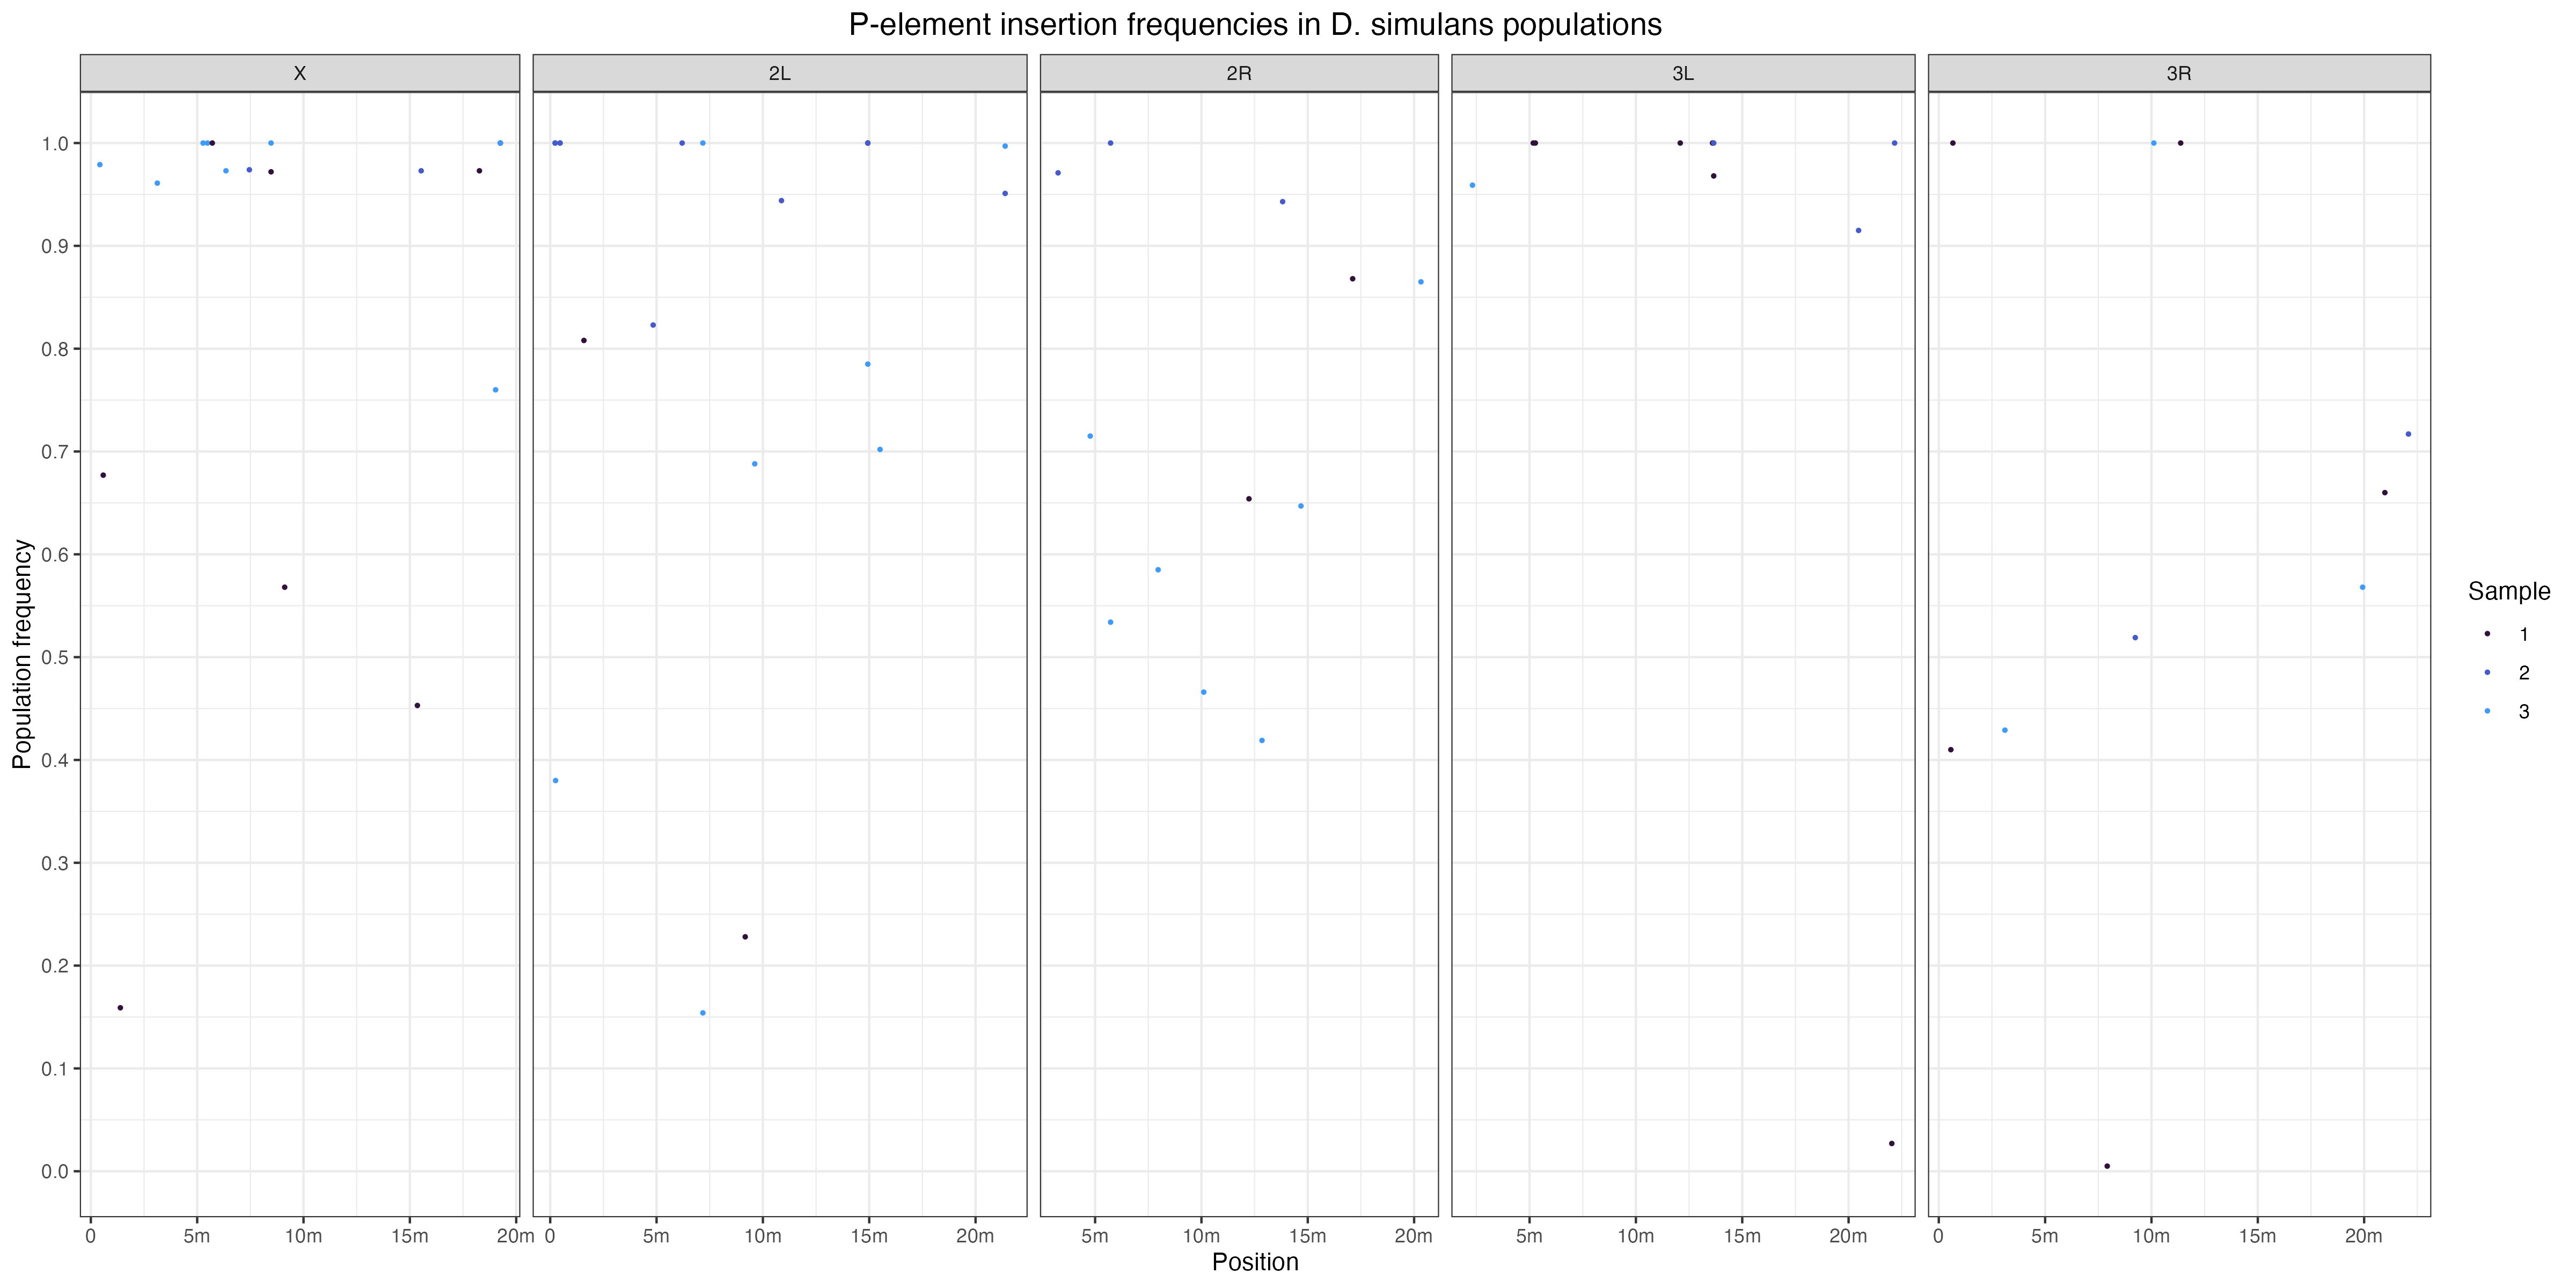 P-element insertion frequencies in D. simulans populations
X 2L 2R 3L 3R
Population frequency
1.0
0.9
0.8
0.7
0.6
0.5
0.4
0.3
0.2
0.1
0.0
0 5m 10m 15m 20m 0 5m 10m 15m 20m 5m 10m 15m 20m 5m 10m 15m 20m 0 5m 10m 15m 20m
Position
Sample
1
2
3